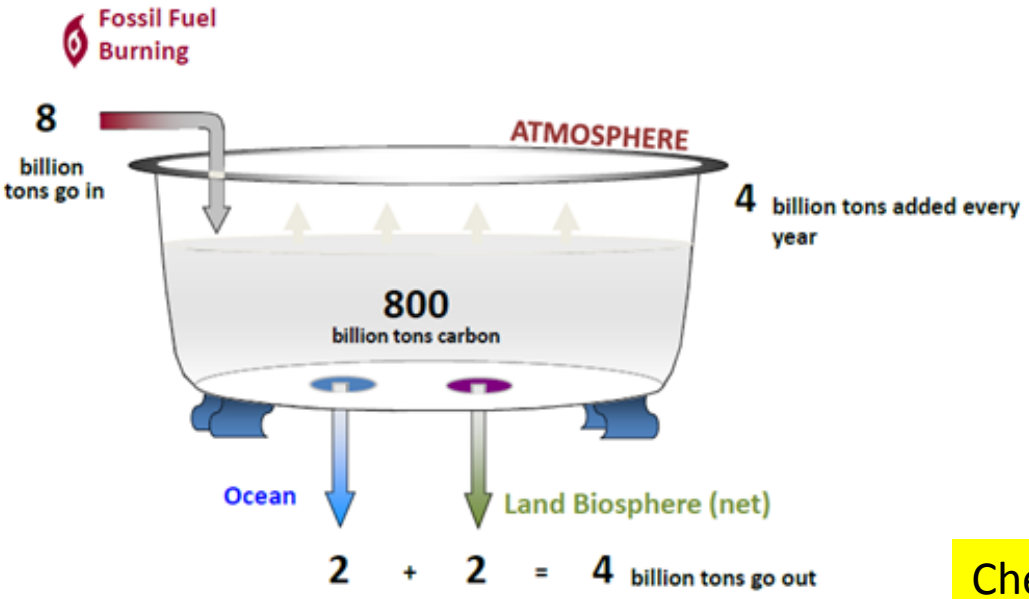 Fossil Fuel
Burning
8
billion
tons go in
ATMOSPHERE
4 billion tons added every
year
800
billion tons carbon
Ocean
Land Biosphere (net)
2 + 2 = 4 billion tons go out